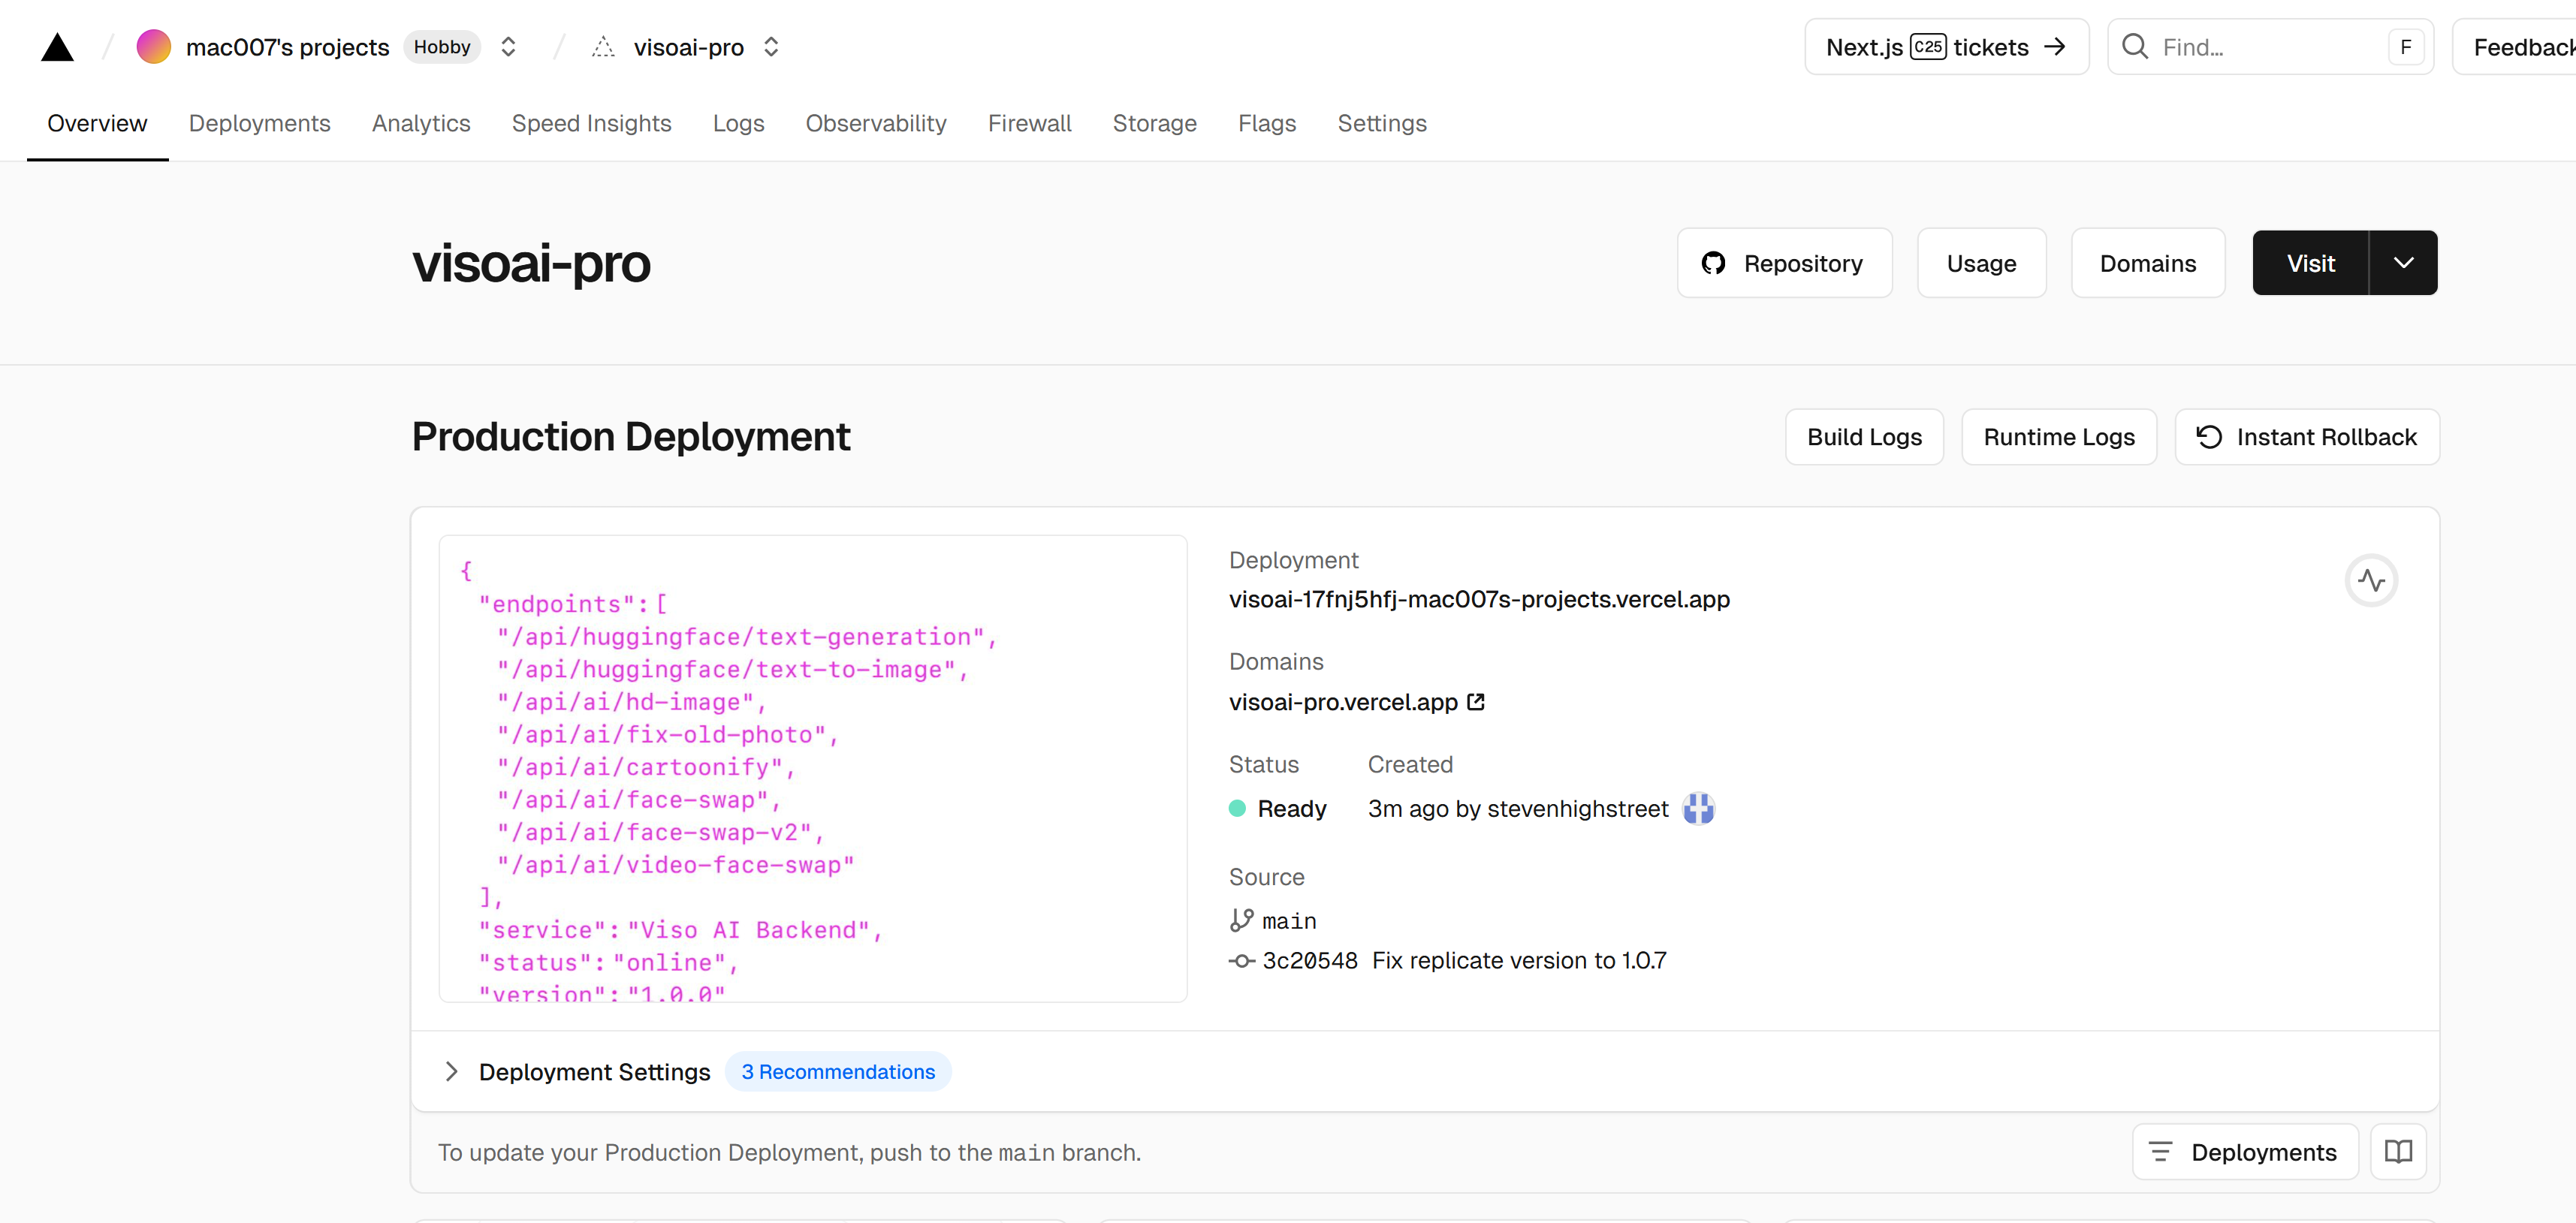 mac007's projects Hobby visoai-pro Next.js C25 tickets → Find... F Feedback
Overview Deployments Analytics Speed Insights Logs Observability Firewall Storage Flags Settings
visoai-pro Repository Usage Domains Visit
Production Deployment Build Logs Runtime Logs Instant Rollback
{
"endpoints": [
"/api/huggingface/text-generation",
"/api/huggingface/text-to-image",
"/api/ai/hd-image",
"/api/ai/fix-old-photo",
"/api/ai/cartoonify",
"/api/ai/face-swap",
"/api/ai/face-swap-v2",
"/api/ai/video-face-swap"
],
"service": "Viso AI Backend",
"status": "online",
"version": "1.0.0"
Deployment
visoai-17fnj5hfj-mac007s-projects.vercel.app
Domains
visoai-pro.vercel.app
Status Created
Ready 3m ago by stevenhighstreet
Source
main
3c20548 Fix replicate version to 1.0.7
Deployment Settings 3 Recommendations
To update your Production Deployment, push to the main branch. Deployments